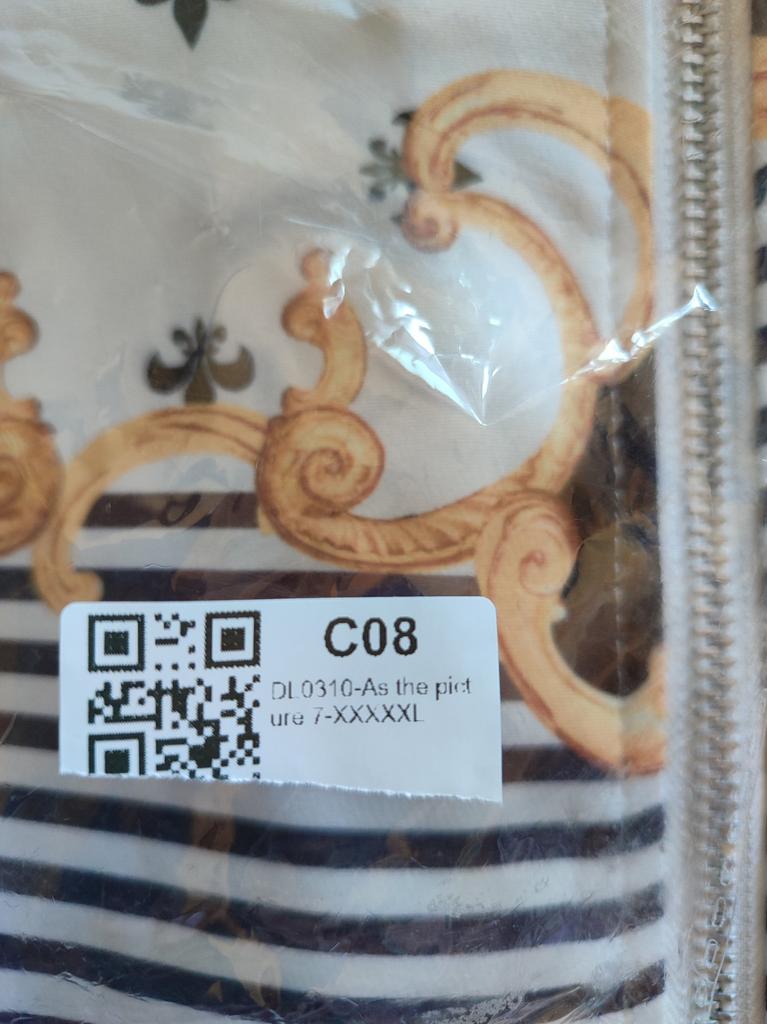 C08
DL0310-As the pict
ure 7-XXXXXL